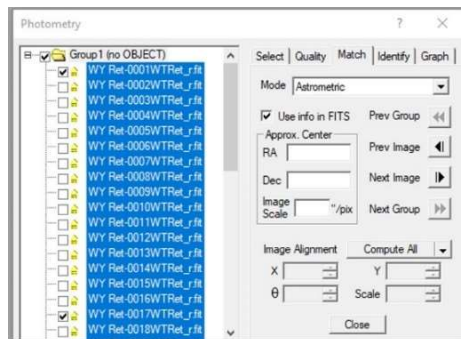 Photometry ? ×
Group1 (no OBJECT)
WY Ret-0001WTRet_r.fit
WY Ret-0002WTRet_r.fit
WY Ret-0003WTRet_r.fit
WY Ret-0004WTRet_r.fit
WY Ret-0005WTRet_r.fit
WY Ret-0006WTRet_r.fit
WY Ret-0007WTRet_r.fit
WY Ret-0008WTRet_r.fit
WY Ret-0009WTRet_r.fit
WY Ret-0010WTRet_r.fit
WY Ret-0011WTRet_r.fit
WY Ret-0012WTRet_r.fit
WY Ret-0013WTRet_r.fit
WY Ret-0014WTRet_r.fit
WY Ret-0015WTRet_r.fit
WY Ret-0016WTRet_r.fit
WY Ret-0017WTRet_r.fit
WY Ret-0018WTRet_r.fit
Select Quality Match Identify Graph
Mode Astrometric
Use info in FITS Prev Group
Approx. Center
RA Prev Image
Dec Next Image
Image Scale "/pix Next Group
Image Alignment Compute All
X Y
θ Scale
Close